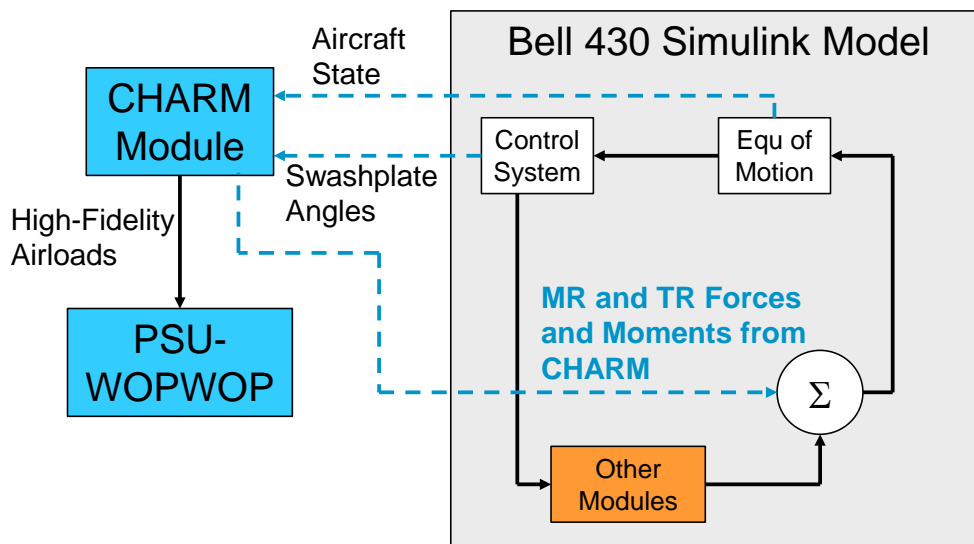 Bell 430 Simulink Model
Aircraft
State
CHARM
Module
Control
System
Equ of
Motion
Swashplate
Angles
High-Fidelity
Airloads
MR and TR Forces
and Moments from
CHARM
PSU-
WOPWOP
Σ
Other
Modules